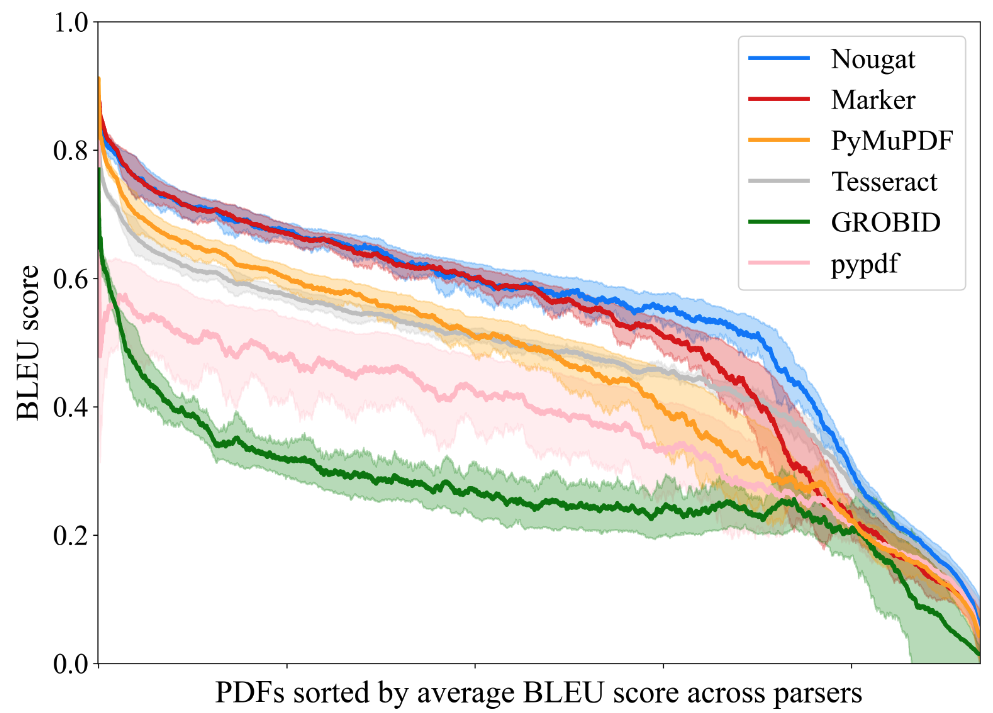 1.0
0.8
0.6
0.4
0.2
0.0
BLEU score
PDFs sorted by average BLEU score across parsers
Nougat
Marker
PyMuPDF
Tesseract
GROBID
pypdf